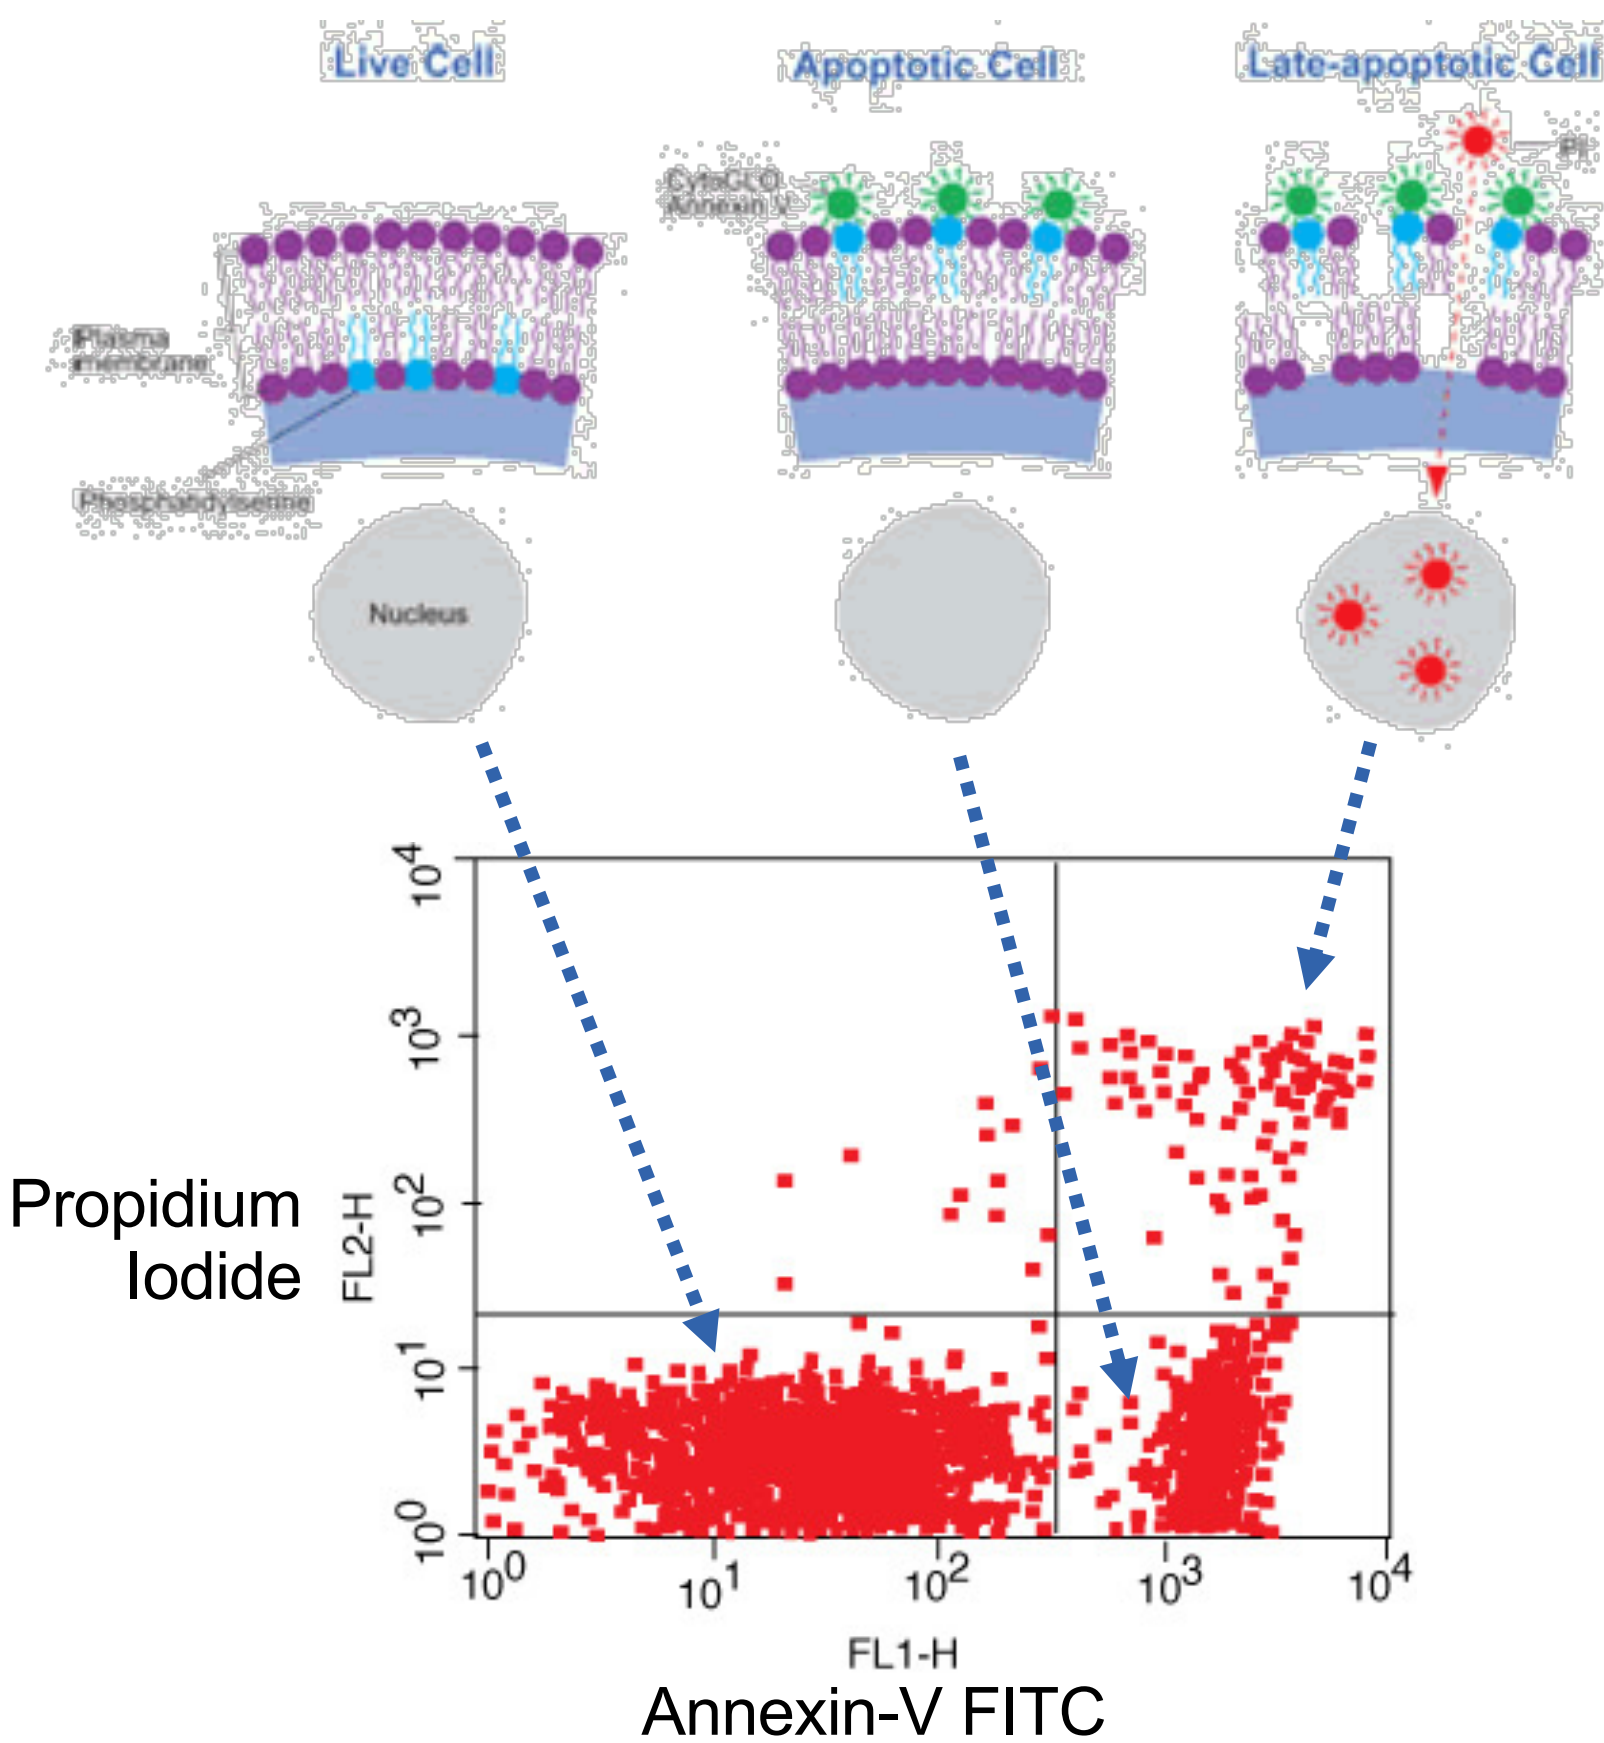 Live Cell
Apoptotic Cell
Late-apoptotic Cell
PI
CytoGLO
Annexin V
Plasma
membrane
Phosphatidylserine
Nucleus
10^4
10^3
10^2
10^1
10^0
Propidium
Iodide
FL2-H
10^0 10^1 10^2 10^3 10^4
FL1-H
Annexin-V FITC